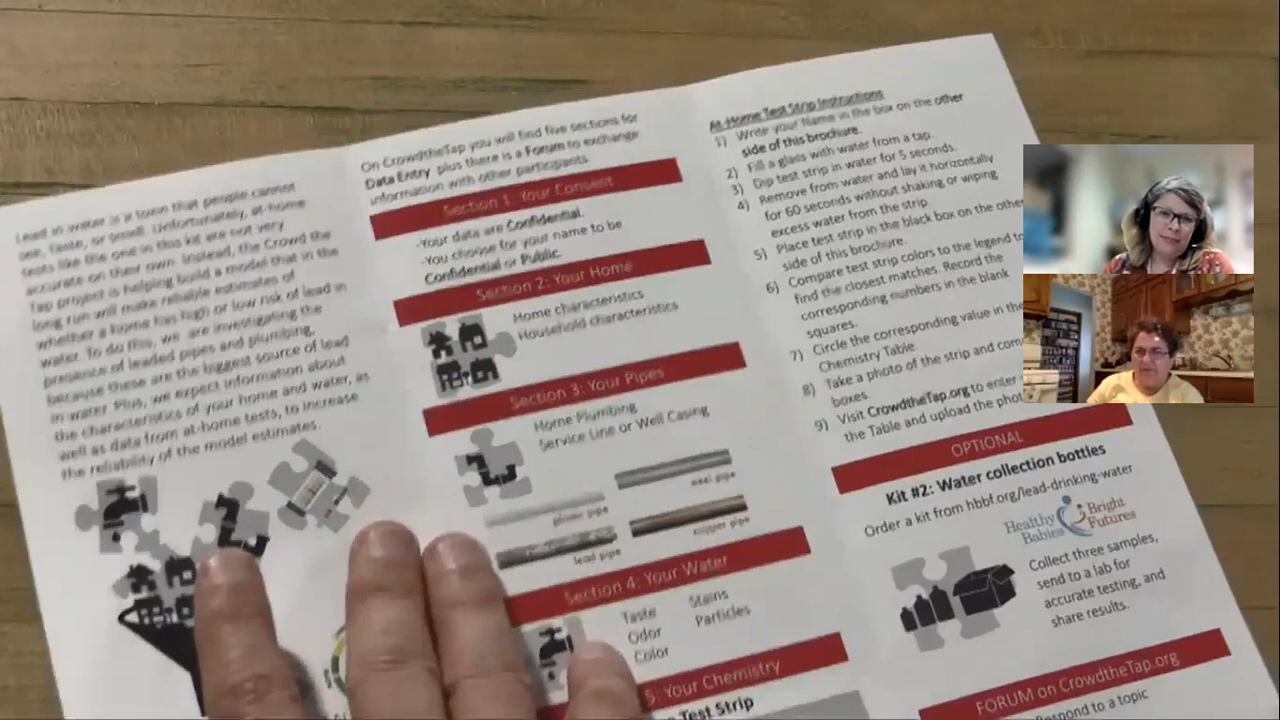 Lead in water is a toxin that people cannot
see, taste, or smell. Unfortunately, at-home
tests like the one in this kit are not very
accurate on their own. Instead, the Crowd the
Tap project is helping build a model that in the
long run will make reliable estimates of
whether a home has high or low risk of lead in
water. To do this, we are investigating the
presence of leaded pipes and plumbing,
because these are the biggest source of lead
in water. Plus, we expect information about
the characteristics of your home and water, as
well as data from at-home tests, to increase
the reliability of the model estimates.
On CrowdtheTap you will find five sections for
Data Entry plus there is a Forum to exchange
information with other participants.
Section 1: Your Consent
-Your data are Confidential.
-You choose for your name to be
Confidential or Public.
Section 2: Your Home
Home characteristics
Household characteristics
Section 3: Your Pipes
Home Plumbing
Service Line or Well Casing
plastic pipe
steel pipe
lead pipe
copper pipe
Section 4: Your Water
Taste
Stains
Odor
Particles
Color
5: Your Chemistry
Test Strip
At-Home Test Strip Instructions
1) Write your Name in the box on the other
side of this brochure.
2) Fill a glass with water from a tap.
3) Dip test strip in water for 5 seconds.
4) Remove from water and lay it horizontally
for 60 seconds without shaking or wiping
excess water from the strip.
5) Place test strip in the black box on the other
side of this brochure.
6) Compare test strip colors to the legend to
find the closest matches. Record the
corresponding numbers in the blank
squares.
7) Circle the corresponding value in the
Chemistry Table.
8) Take a photo of the strip and com
boxes.
9) Visit CrowdtheTap.org to enter
the Table and upload the phot
OPTIONAL
Kit #2: Water collection bottles
Order a kit from hbbf.org/lead-drinking-water
Healthy Babies Bright Futures
Collect three samples,
send to a lab for
accurate testing, and
share results.
FORUM on CrowdtheTap.org
Respond to a topic